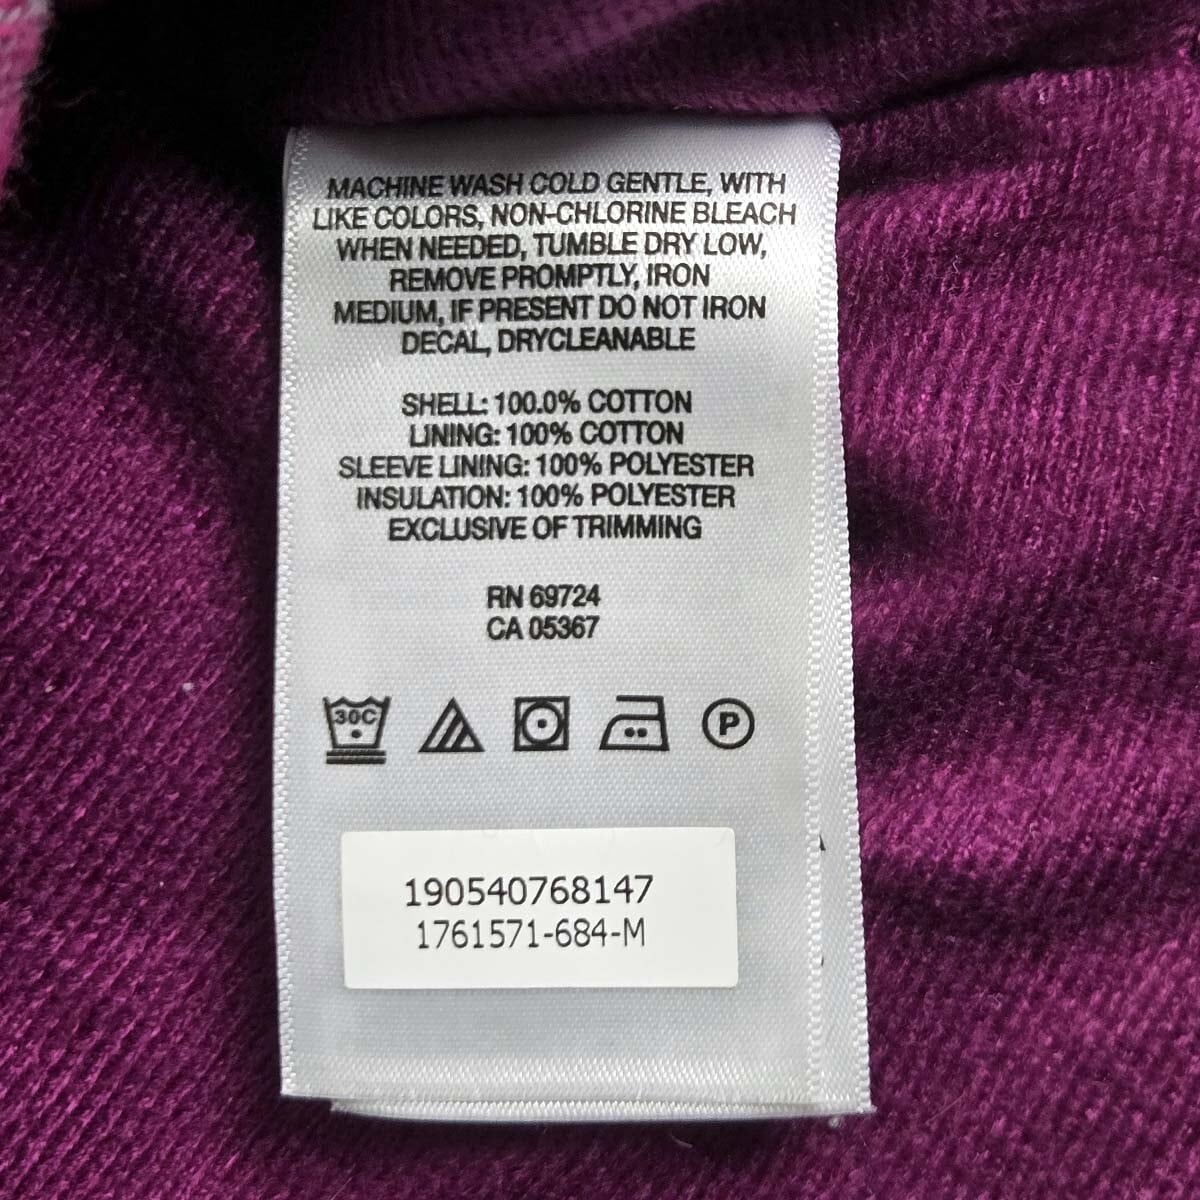 MACHINE WASH COLD GENTLE, WITH
LIKE COLORS, NON-CHLORINE BLEACH
WHEN NEEDED, TUMBLE DRY LOW,
REMOVE PROMPTLY, IRON
MEDIUM, IF PRESENT DO NOT IRON
DECAL, DRYCLEANABLE
SHELL: 100.0% COTTON
LINING: 100% COTTON
SLEEVE LINING: 100% POLYESTER
INSULATION: 100% POLYESTER
EXCLUSIVE OF TRIMMING
RN 69724
CA 05367
30C
P
190540768147
1761571-684-M